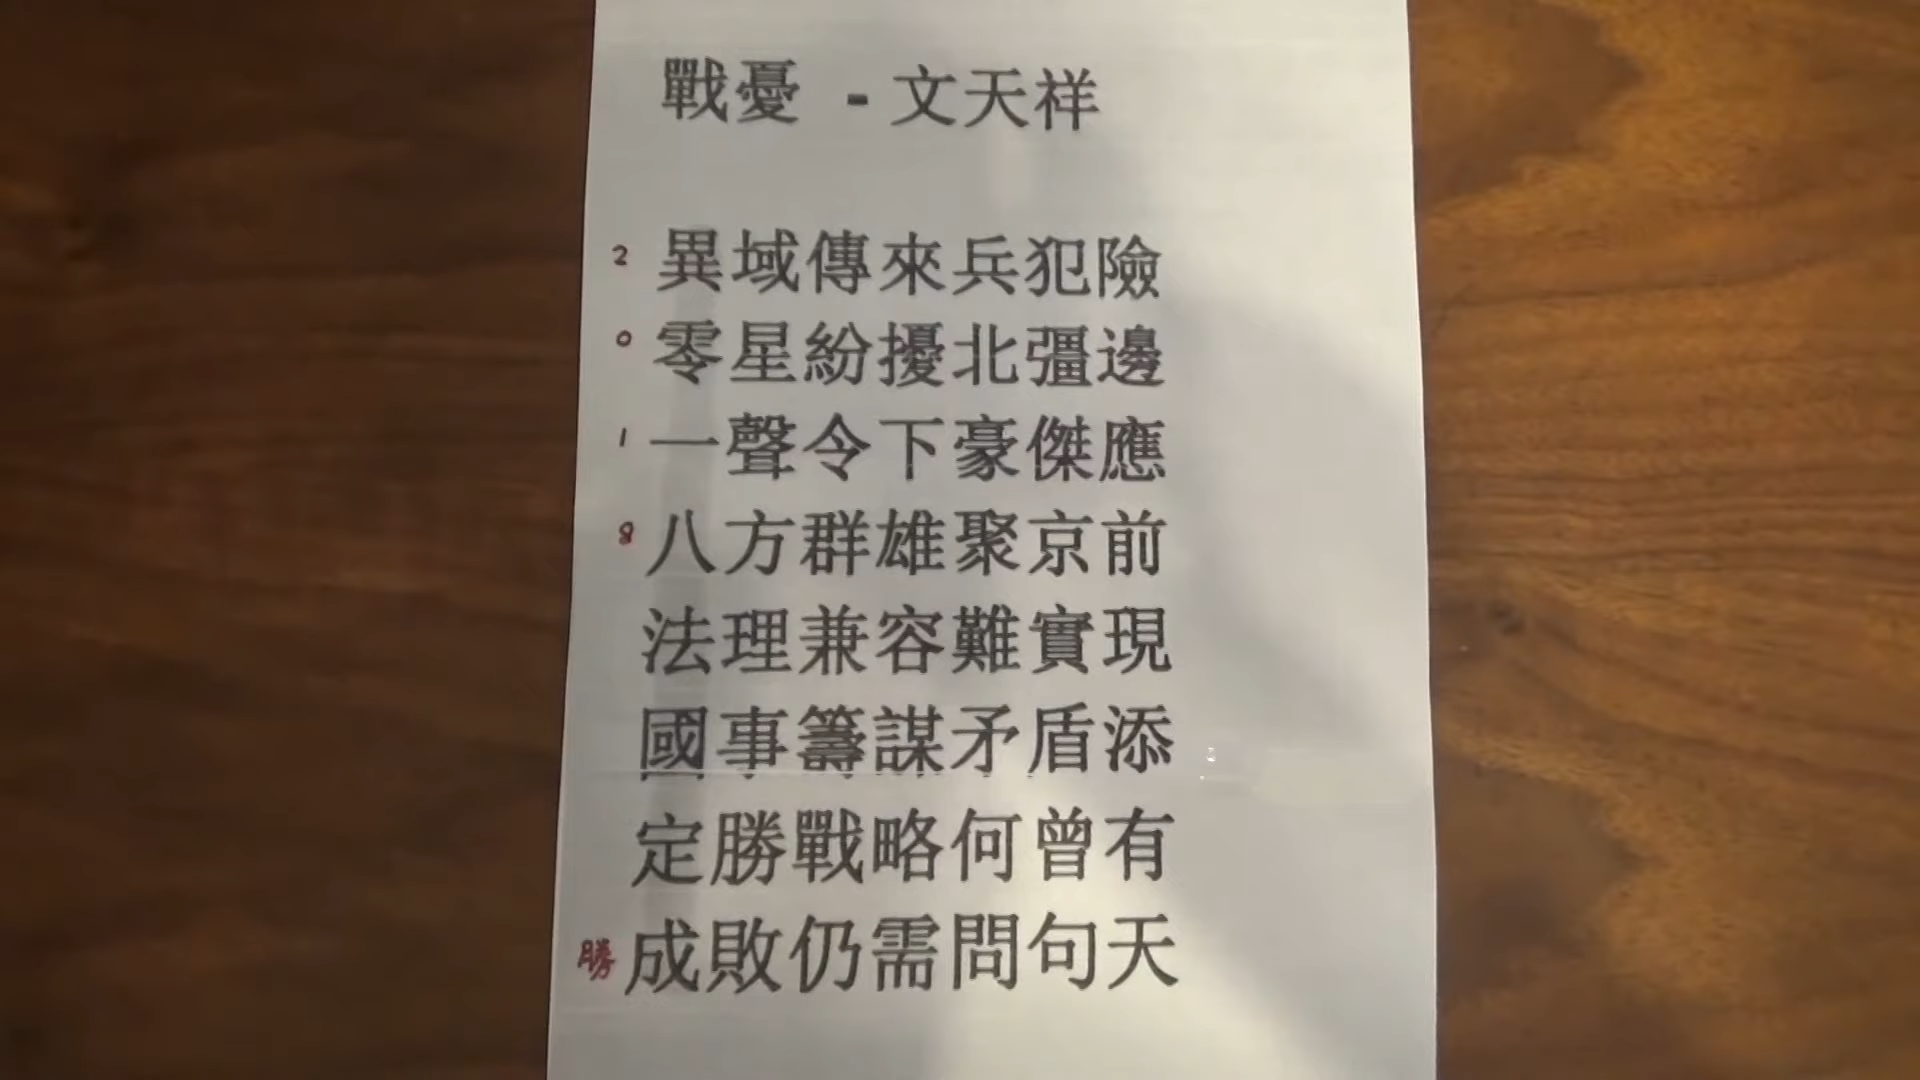 戰憂 - 文天祥
2 異域傳來兵犯險
0 零星紛擾北彊邊
1 一聲令下豪傑應
8 八方群雄聚京前
法理兼容難實現
國事籌謀矛盾添
定勝戰略何曾有
勝 成敗仍需問句天